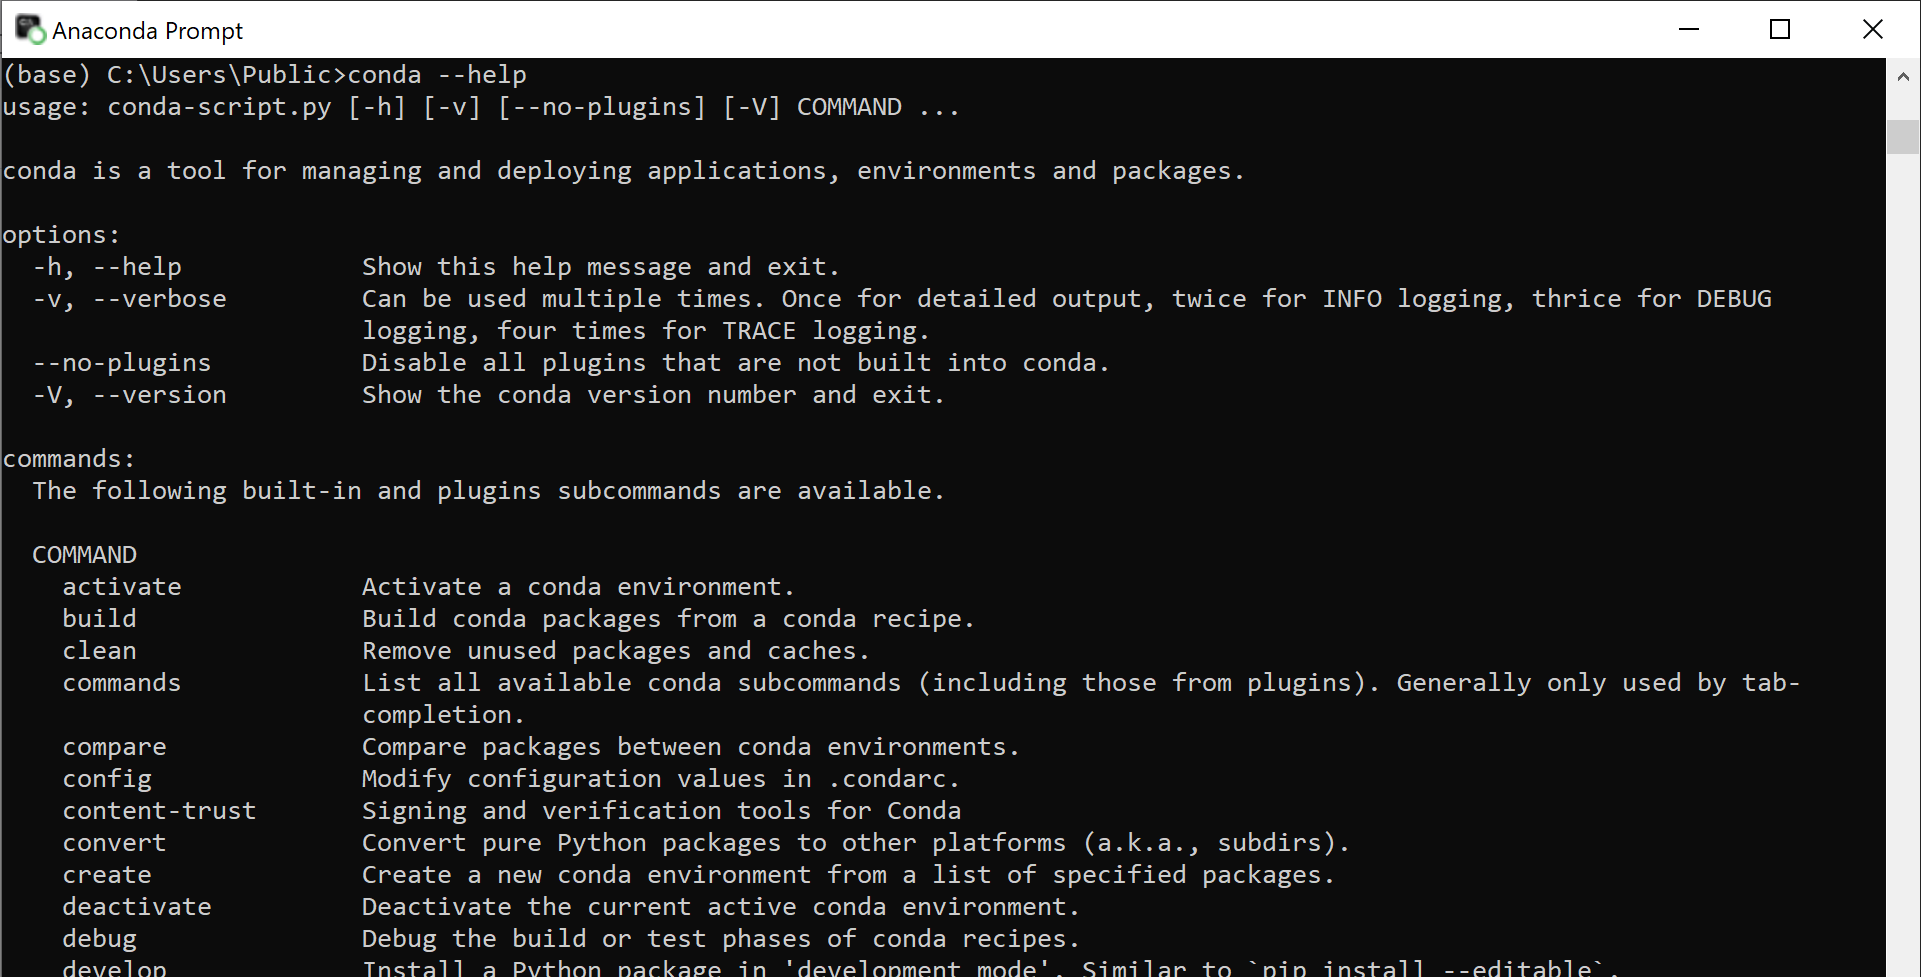 Anaconda Prompt
(base) C:\Users\Public>conda --help
usage: conda-script.py [-h] [-v] [--no-plugins] [-V] COMMAND ...
conda is a tool for managing and deploying applications, environments and packages.
options:
  -h, --help            Show this help message and exit.
  -v, --verbose         Can be used multiple times. Once for detailed output, twice for INFO logging, thrice for DEBUG
                        logging, four times for TRACE logging.
  --no-plugins          Disable all plugins that are not built into conda.
  -V, --version         Show the conda version number and exit.
commands:
  The following built-in and plugins subcommands are available.
  COMMAND
    activate            Activate a conda environment.
    build               Build conda packages from a conda recipe.
    clean               Remove unused packages and caches.
    commands            List all available conda subcommands (including those from plugins). Generally only used by tab-
                        completion.
    compare             Compare packages between conda environments.
    config              Modify configuration values in .condarc.
    content-trust       Signing and verification tools for Conda
    convert             Convert pure Python packages to other platforms (a.k.a., subdirs).
    create              Create a new conda environment from a list of specified packages.
    deactivate          Deactivate the current active conda environment.
    debug               Debug the build or test phases of conda recipes.
    develop             Install a Python package in 'development mode'. Similar to `pip install --editable`.